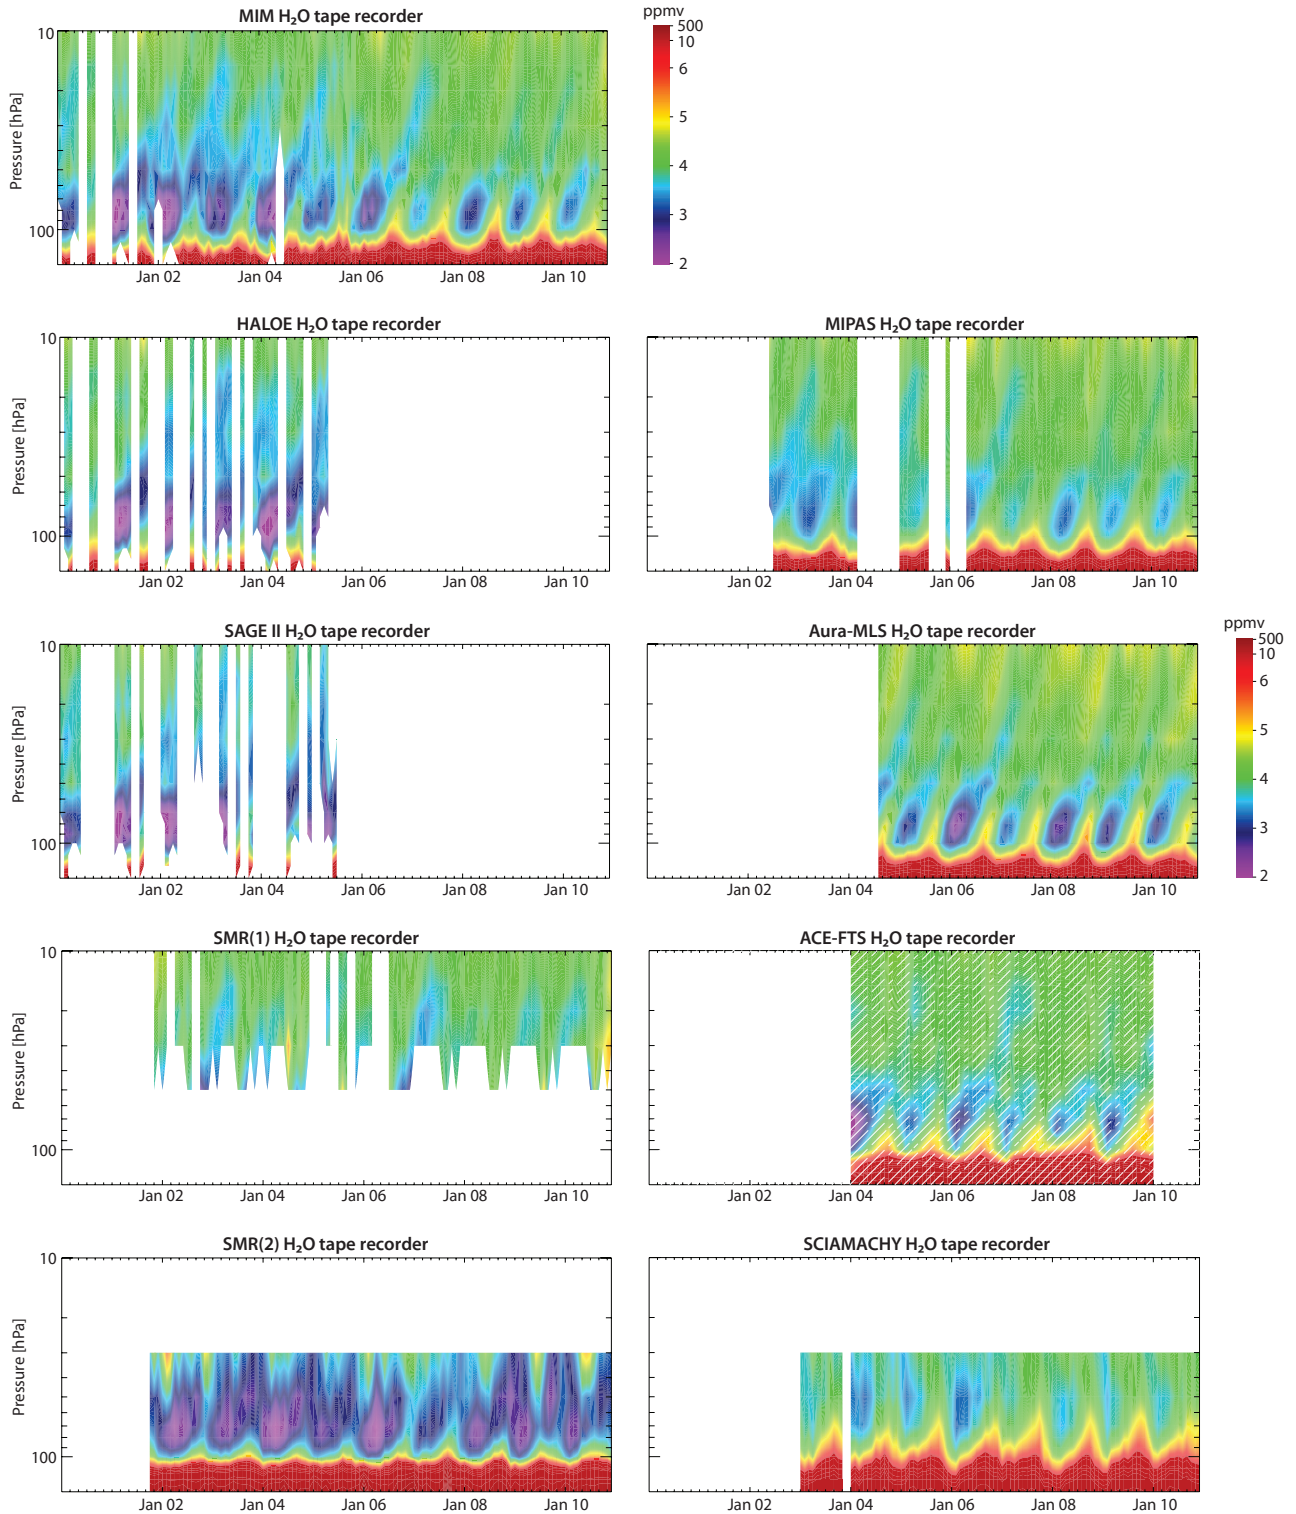 MIM H₂O tape recorder
ppmv
500
10
6
5
4
3
2
10
100
Pressure [hPa]
Jan 02 Jan 04 Jan 06 Jan 08 Jan 10
HALOE H₂O tape recorder
10
100
Pressure [hPa]
Jan 02 Jan 04 Jan 06 Jan 08 Jan 10
MIPAS H₂O tape recorder
Jan 02 Jan 04 Jan 06 Jan 08 Jan 10
SAGE II H₂O tape recorder
10
100
Pressure [hPa]
Jan 02 Jan 04 Jan 06 Jan 08 Jan 10
Aura-MLS H₂O tape recorder
Jan 02 Jan 04 Jan 06 Jan 08 Jan 10
ppmv
500
10
6
5
4
3
2
SMR(1) H₂O tape recorder
10
100
Pressure [hPa]
Jan 02 Jan 04 Jan 06 Jan 08 Jan 10
ACE-FTS H₂O tape recorder
Jan 02 Jan 04 Jan 06 Jan 08 Jan 10
SMR(2) H₂O tape recorder
10
100
Pressure [hPa]
Jan 02 Jan 04 Jan 06 Jan 08 Jan 10
SCIAMACHY H₂O tape recorder
Jan 02 Jan 04 Jan 06 Jan 08 Jan 10